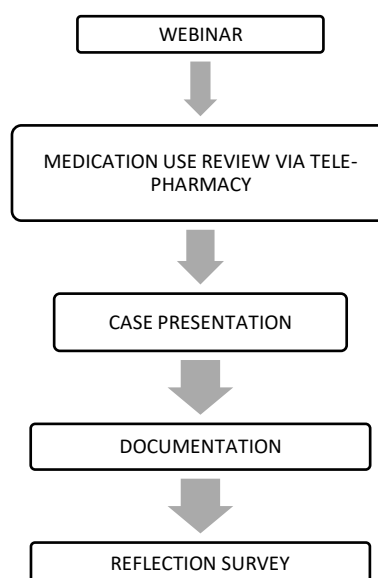 WEBINAR
MEDICATION USE REVIEW VIA TELE-
PHARMACY
CASE PRESENTATION
DOCUMENTATION
REFLECTION SURVEY